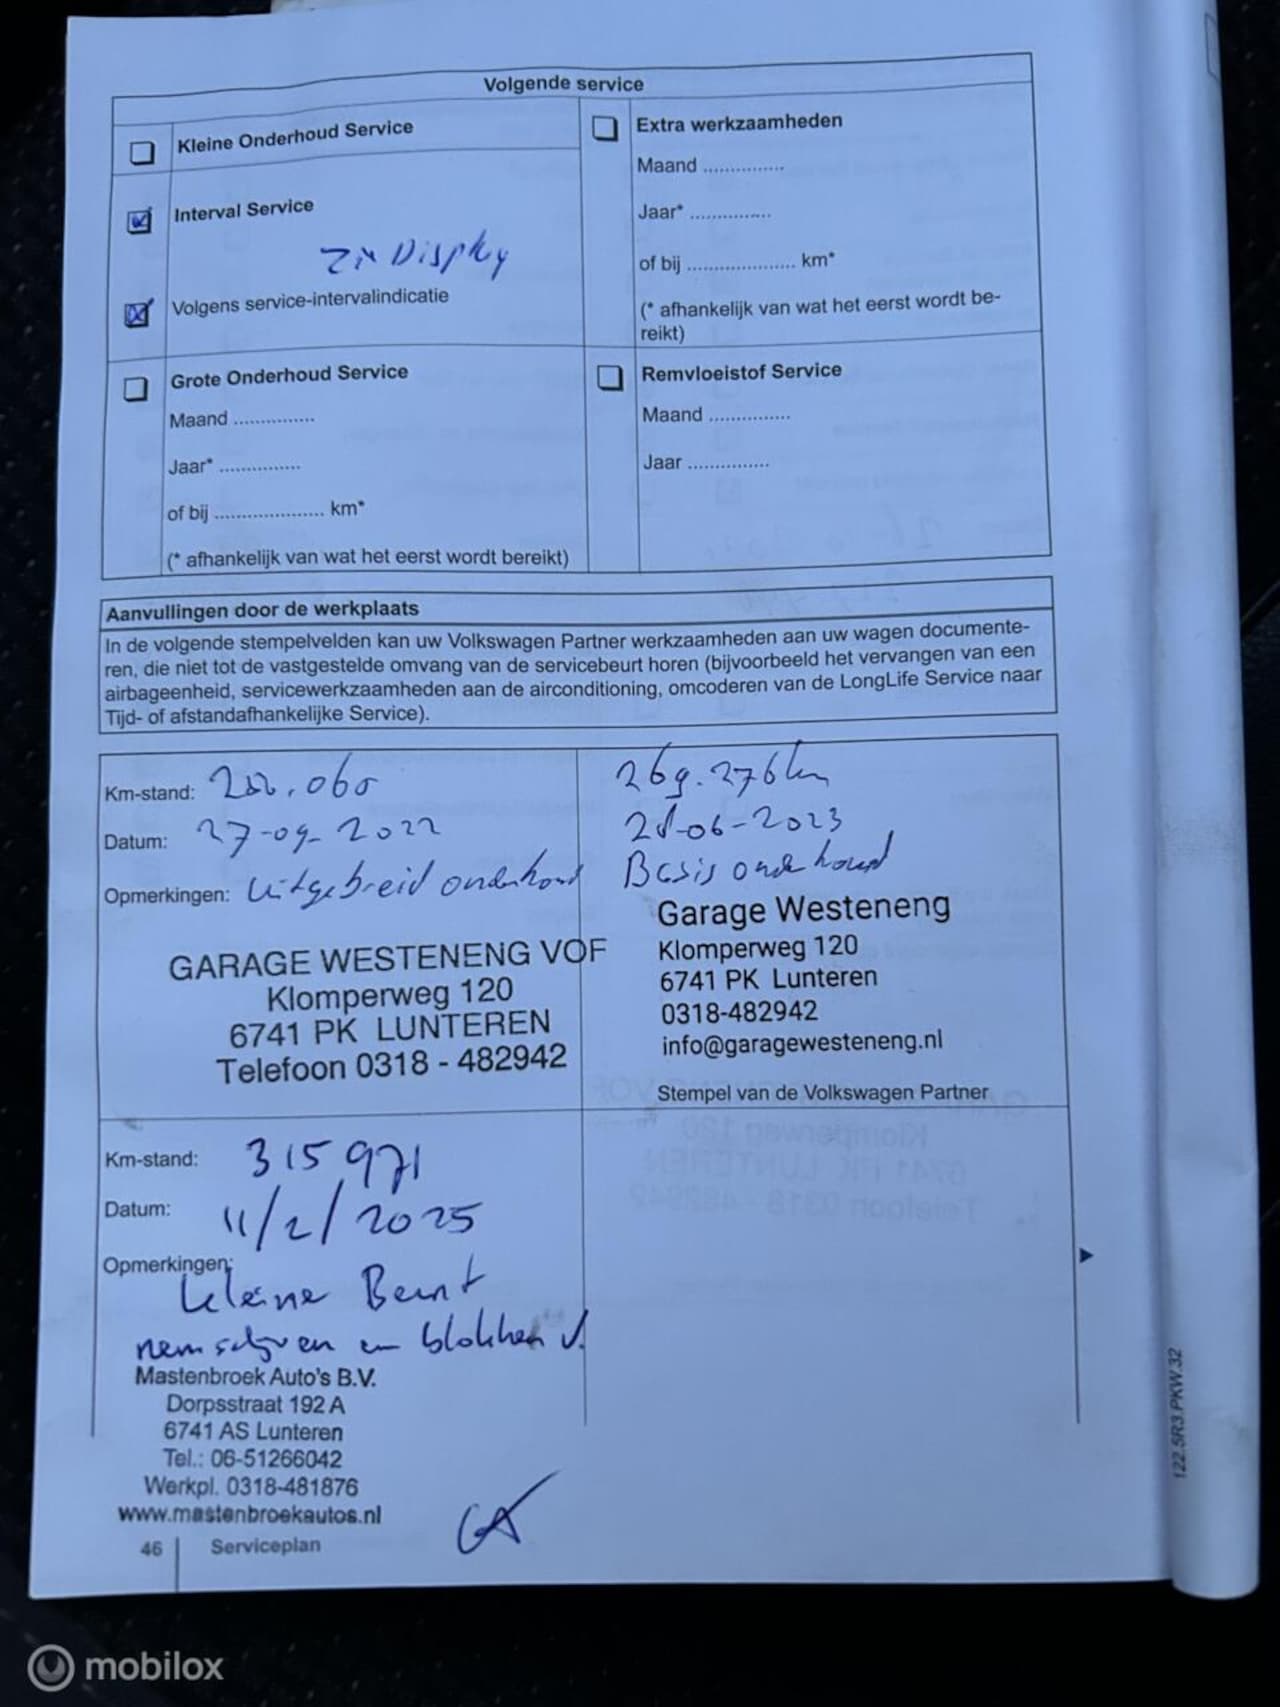 Volgende service
Kleine Onderhoud Service
Interval Service
Zie Display
Volgens service-intervalindicatie
Grote Onderhoud Service
Maand ...............
Jaar* ...............
of bij .................... km*
(* afhankelijk van wat het eerst wordt bereikt)
Extra werkzaamheden
Maand ...............
Jaar* ...............
of bij .................... km*
(* afhankelijk van wat het eerst wordt be-
reikt)
Remvloeistof Service
Maand ...............
Jaar ...............
Aanvullingen door de werkplaats
In de volgende stempelvelden kan uw Volkswagen Partner werkzaamheden aan uw wagen documente-
ren, die niet tot de vastgestelde omvang van de servicebeurt horen (bijvoorbeeld het vervangen van een
airbageenheid, servicewerkzaamheden aan de airconditioning, omcoderen van de LongLife Service naar
Tijd- of afstandafhankelijke Service).
Km-stand:
Datum: 27-09-2022
Opmerkingen: Uitgebreid onderhoud
GARAGE WESTENENG VOF
Klomperweg 120
6741 PK LUNTEREN
Telefoon 0318 - 482942
269.276 km
28-06-2023
Basis onderhoud
Garage Westeneng
Klomperweg 120
6741 PK Lunteren
0318-482942
info@garagewesteneng.nl
Stempel van de Volkswagen Partner
Km-stand: 315971
Datum: 11/2/2025
Opmerkingen:
kleine Beurt
remschijven en blokken V.
Mastenbroek Auto's B.V.
Dorpsstraat 192 A
6741 AS Lunteren
Tel.: 06-51266042
Werkpl. 0318-481876
www.mastenbroekautos.nl
46 Serviceplan
122.5R3.PKW.32
mobilox